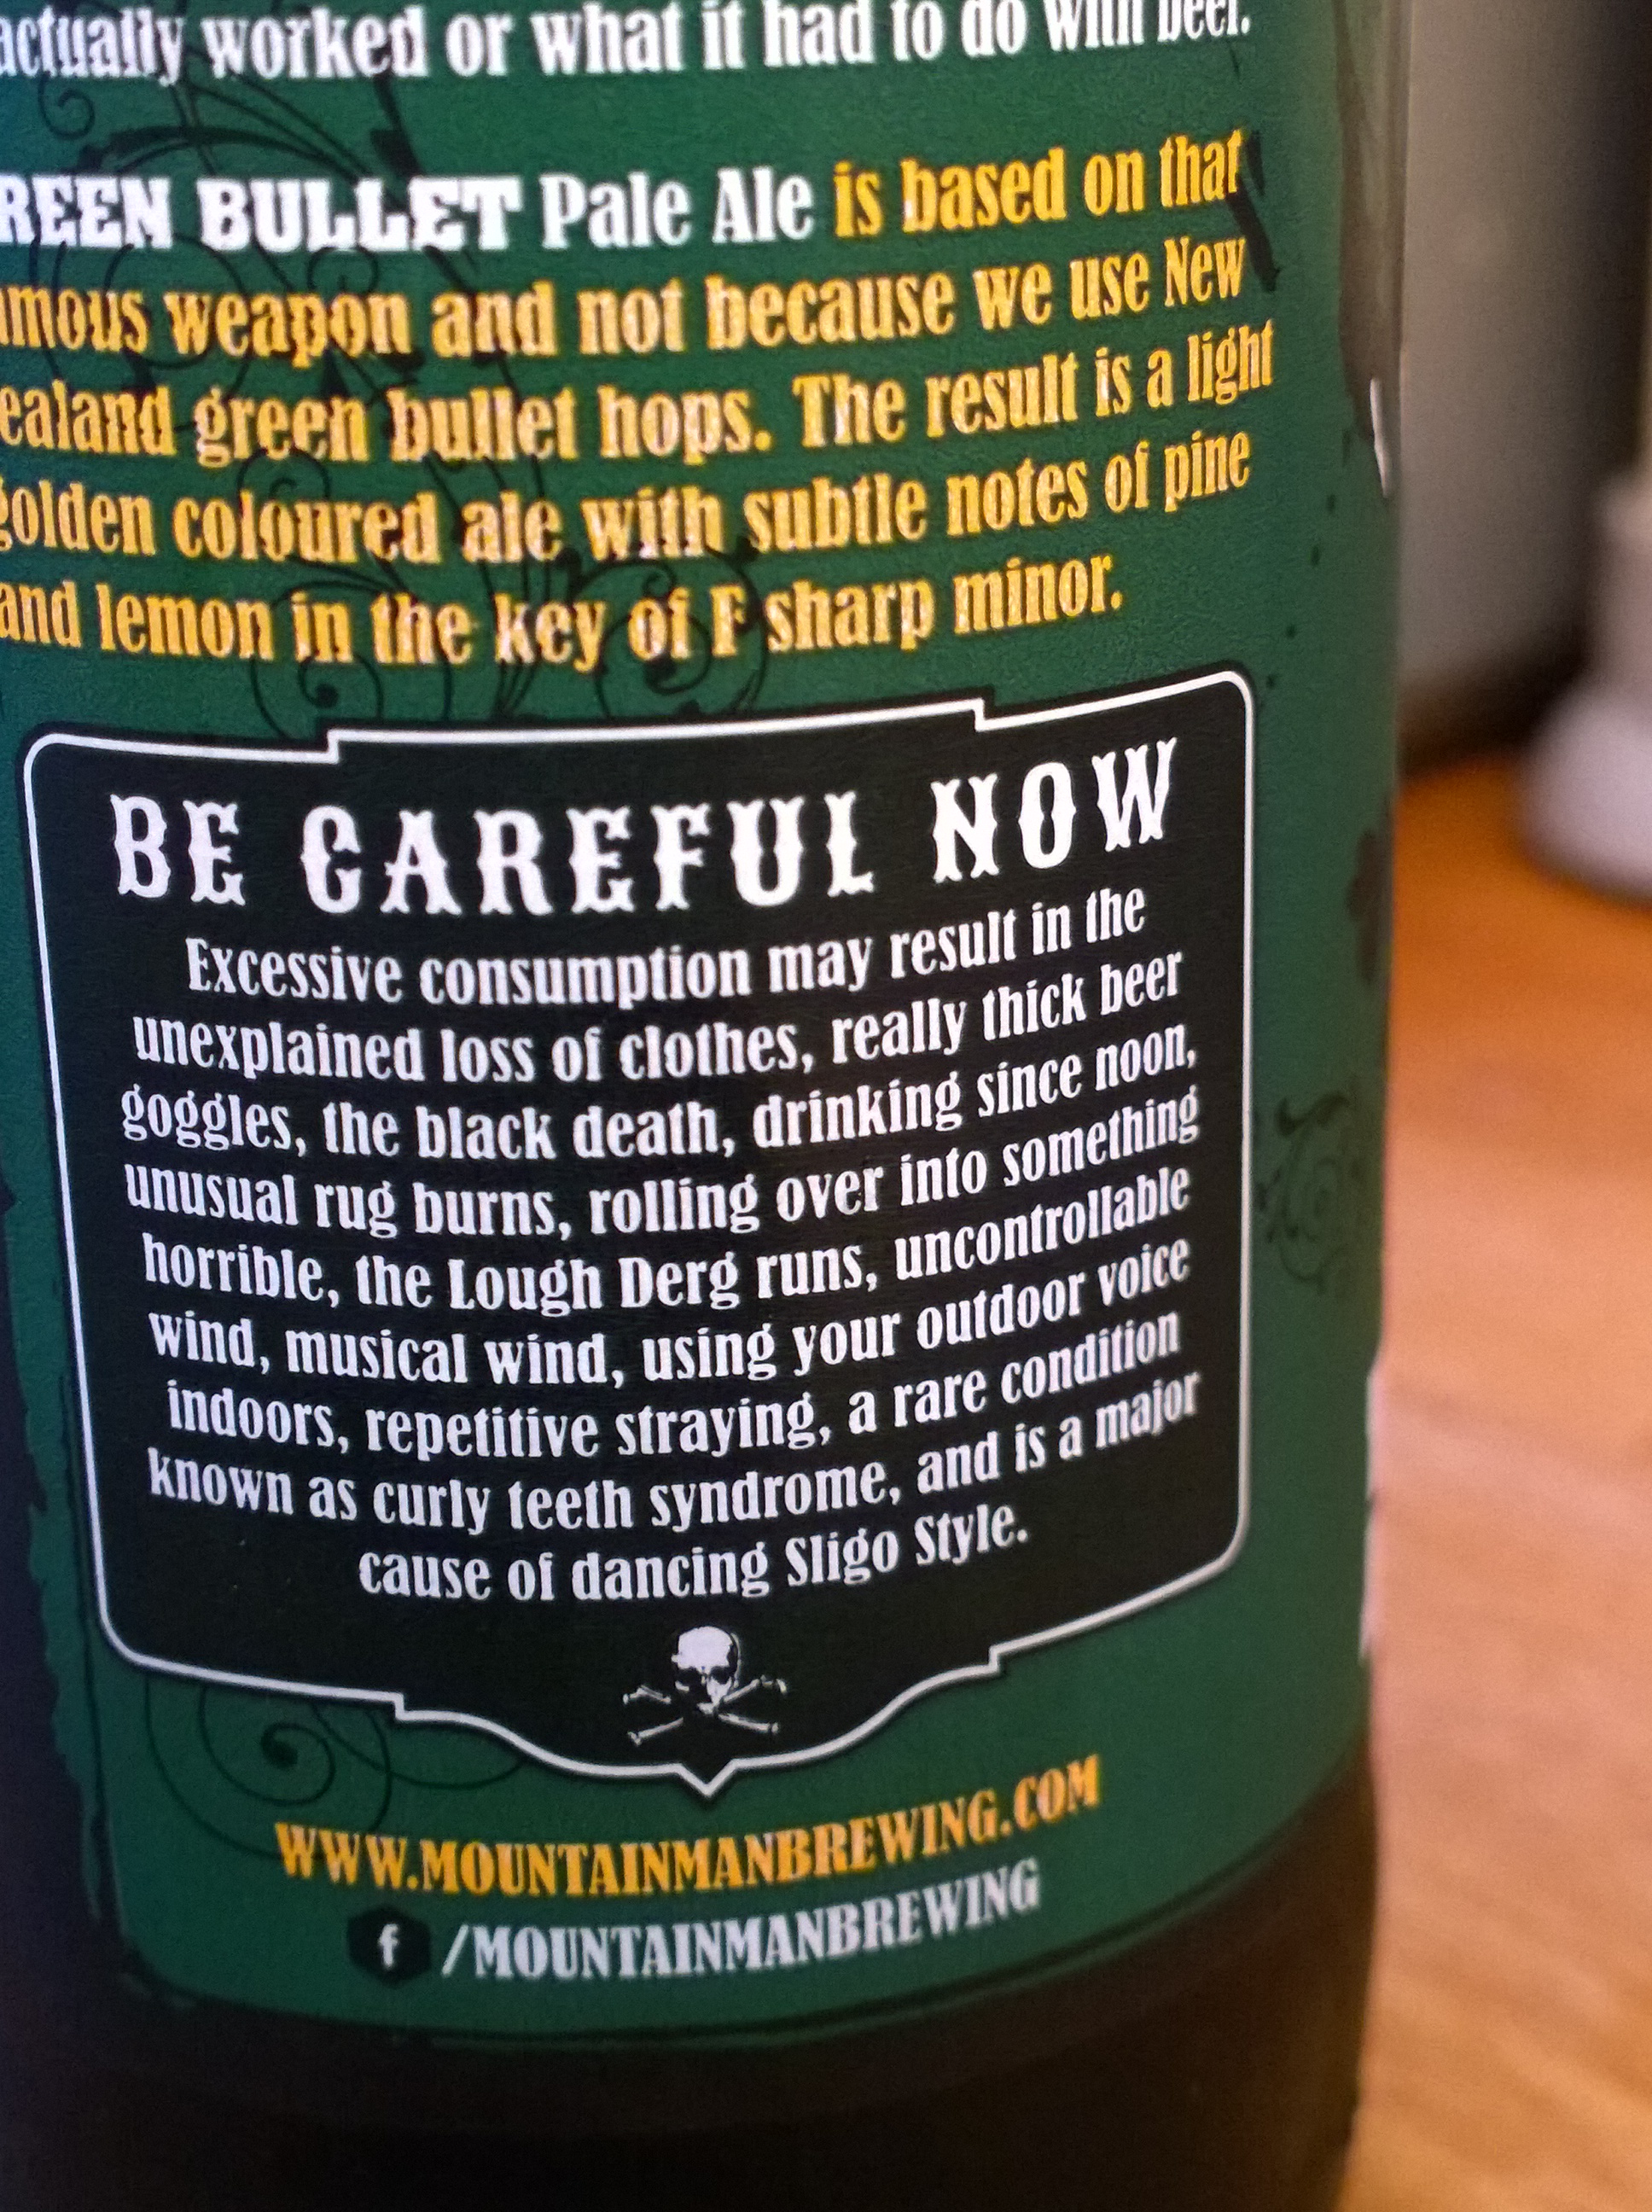 actually worked or what it had to do with beer.
REEN BULLET Pale Ale is based on that
mous weapon and not because we use New
ealand green bullet hops. The result is a light
golden coloured ale with subtle notes of pine
and lemon in the key of F sharp minor.
BE CAREFUL NOW
Excessive consumption may result in the
unexplained loss of clothes, really thick beer
goggles, the black death, drinking since noon,
unusual rug burns, rolling over into something
horrible, the Lough Derg runs, uncontrollable
wind, musical wind, using your outdoor voice
indoors, repetitive straying, a rare condition
known as curly teeth syndrome, and is a major
cause of dancing Sligo Style.
WWW.MOUNTAINMANBREWING.COM
f /MOUNTAINMANBREWING